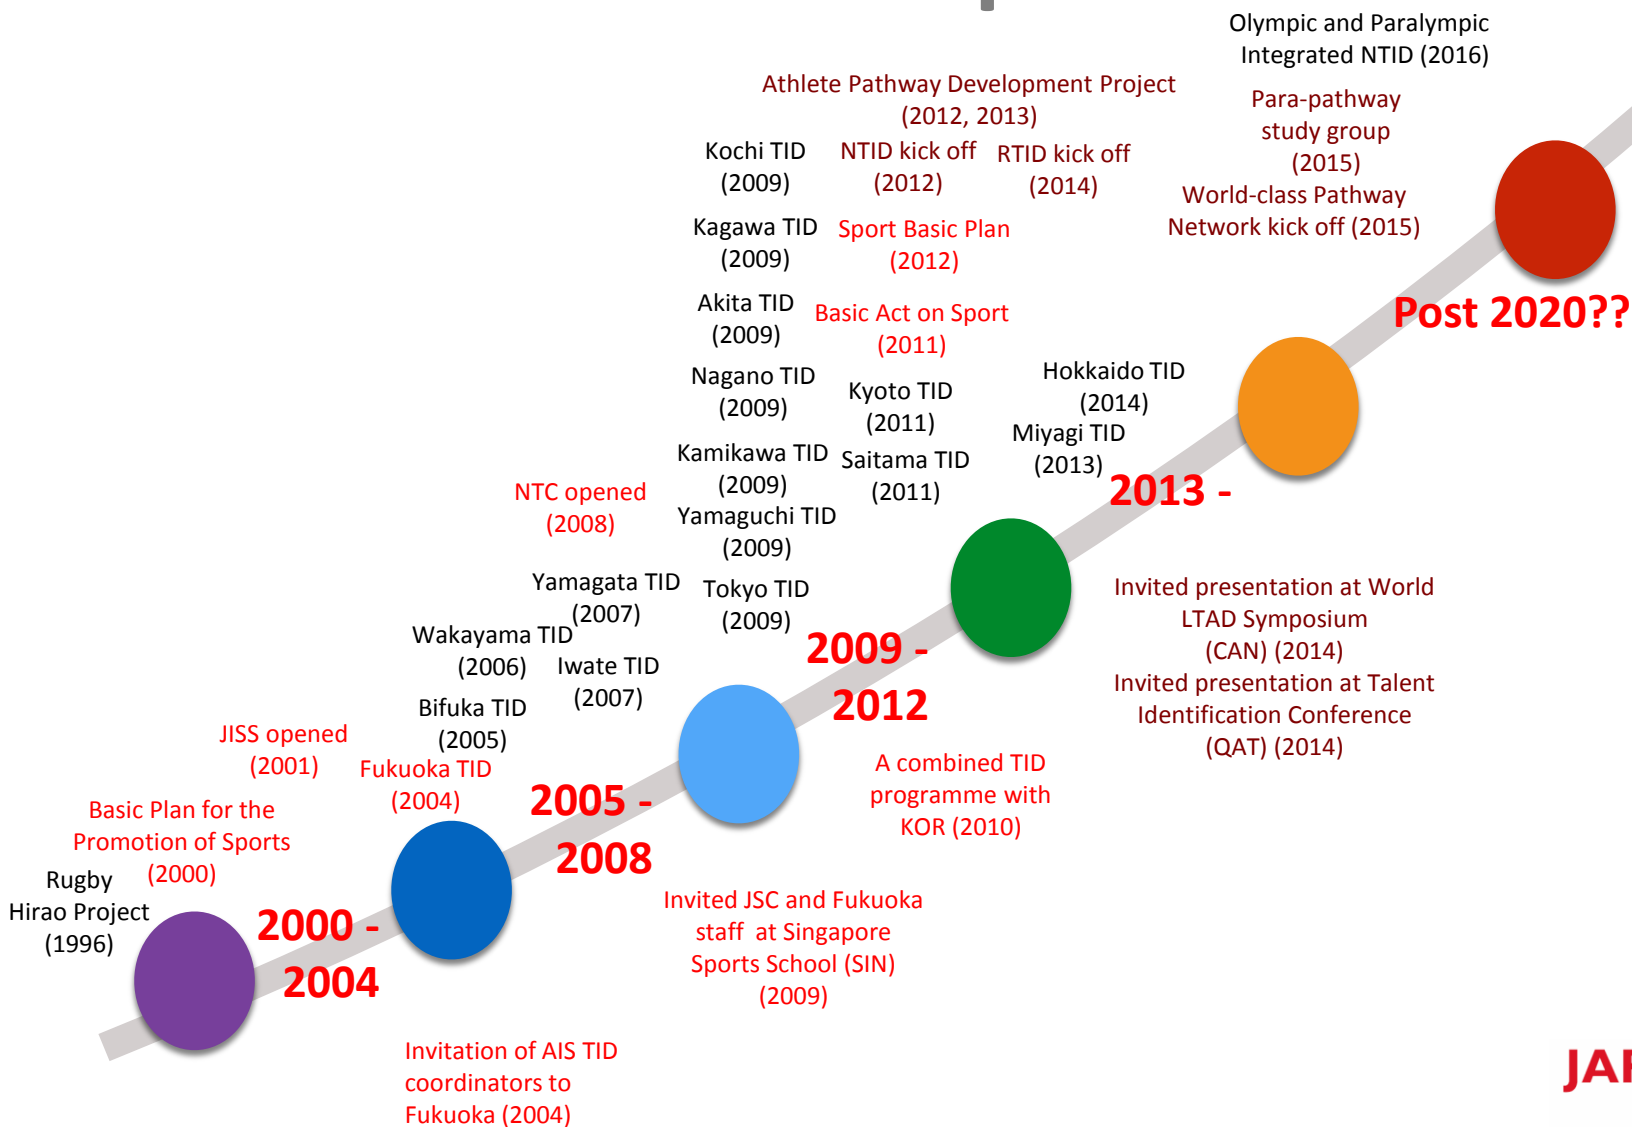 Olympic and Paralympic
Integrated NTID (2016)
Athlete Pathway Development Project
(2012, 2013)
Para-pathway
study group
(2015)
Kochi TID
(2009)
NTID kick off
(2012)
RTID kick off
(2014)
World-class Pathway
Network kick off (2015)
Kagawa TID
(2009)
Sport Basic Plan
(2012)
Akita TID
(2009)
Basic Act on Sport
(2011)
Post 2020??
Nagano TID
(2009)
Kyoto TID
(2011)
Hokkaido TID
(2014)
Kamikawa TID
(2009)
Saitama TID
(2011)
Miyagi TID
(2013)
2013 -
NTC opened
(2008)
Yamaguchi TID
(2009)
Yamagata TID
(2007)
Tokyo TID
(2009)
Wakayama TID
(2006)
Iwate TID
(2007)
2009 -
2012
Invited presentation at World
LTAD Symposium
(CAN) (2014)
Invited presentation at Talent
Identification Conference
(QAT) (2014)
Bifuka TID
(2005)
JISS opened
(2001)
Fukuoka TID
(2004)
2005 -
2008
A combined TID
programme with
KOR (2010)
Basic Plan for the
Promotion of Sports
(2000)
Rugby
Hirao Project
(1996)
2000 -
2004
Invited JSC and Fukuoka
staff at Singapore
Sports School (SIN)
(2009)
Invitation of AIS TID
coordinators to
Fukuoka (2004)